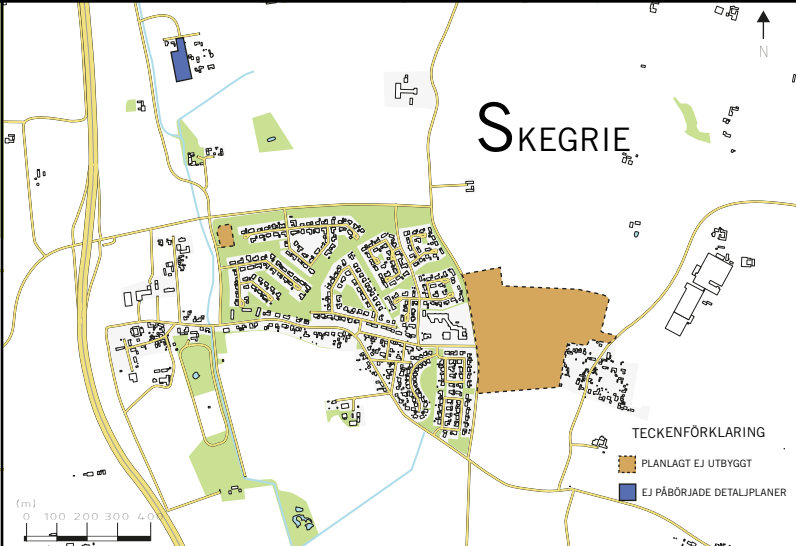 N
SKEGRIE
TECKENFÖRKLARING
PLANLAGT EJ UTBYGGT
EJ PÅBÖRJADE DETALJPLANER
(m)
0 100 200 300 400